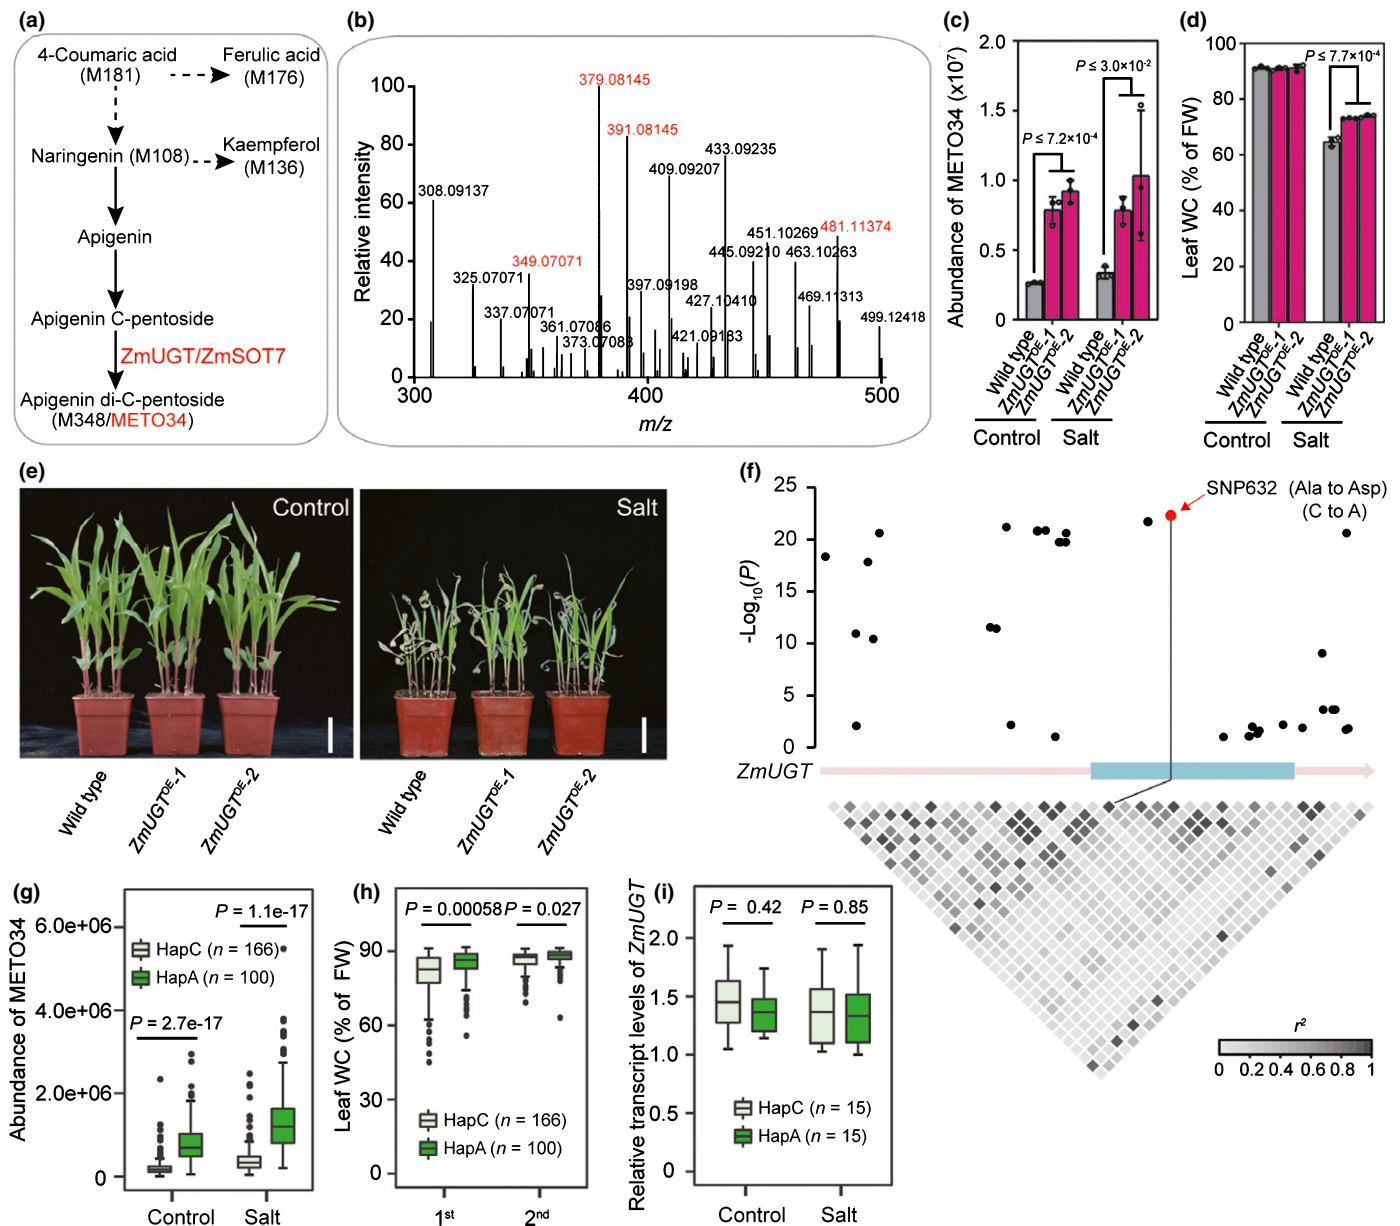 (a)
4-Coumaric acid
(M181)
Ferulic acid
(M176)
Naringenin (M108)
Kaempferol
(M136)
Apigenin
Apigenin C-pentoside
ZmUGT/ZmSOT7
Apigenin di-C-pentoside
(M348/METO34)
(b)
Relative intensity
100
80
60
40
20
0
379.08145
391.08145
433.09235
409.09207
308.09137
481.11374
451.10269
445.09210
463.10263
349.07071
325.07071
397.09198
427.10410
469.11313
337.07071
499.12418
361.07086
421.09183
373.07083
300
400
500
m/z
(c)
Abundance of METO34 (x10⁷)
2.0
1.5
1.0
0.5
0
P ≤ 7.2×10⁻⁴
P ≤ 3.0×10⁻²
Wild type
ZmUGTᴼᴱ-1
ZmUGTᴼᴱ-2
Wild type
ZmUGTᴼᴱ-1
ZmUGTᴼᴱ-2
Control
Salt
(d)
Leaf WC (% of FW)
100
80
60
40
20
0
P ≤ 7.7×10⁻⁴
Wild type
ZmUGTᴼᴱ-1
ZmUGTᴼᴱ-2
Wild type
ZmUGTᴼᴱ-1
ZmUGTᴼᴱ-2
Control
Salt
(e)
Control
Salt
Wild type
ZmUGTᴼᴱ-1
ZmUGTᴼᴱ-2
Wild type
ZmUGTᴼᴱ-1
ZmUGTᴼᴱ-2
(f)
-Log₁₀(P)
25
20
15
10
5
0
SNP632 (Ala to Asp)
(C to A)
ZmUGT
r²
0 0.2 0.4 0.6 0.8 1
(g)
Abundance of METO34
6.0e+06
4.0e+06
2.0e+06
0
P = 1.1e-17
HapC (n = 166)
HapA (n = 100)
P = 2.7e-17
Control
Salt
(h)
Leaf WC (% of FW)
90
60
30
0
P = 0.00058
P = 0.027
HapC (n = 166)
HapA (n = 100)
1ˢᵗ
2ⁿᵈ
(i)
Relative transcript levels of ZmUGT
2.0
1.5
1.0
0.5
0
P = 0.42
P = 0.85
HapC (n = 15)
HapA (n = 15)
Control
Salt